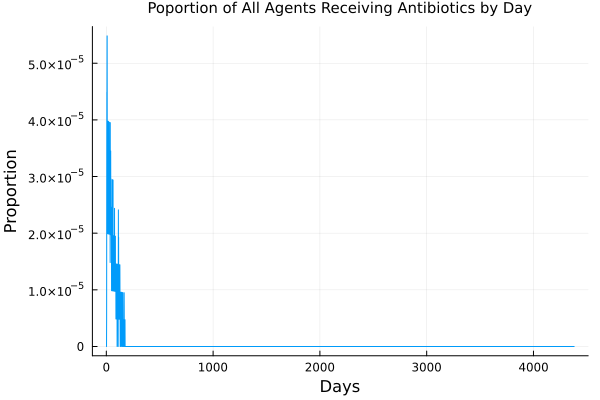 Poportion of All Agents Receiving Antibiotics by Day
Proportion
5.0×10⁻⁵
4.0×10⁻⁵
3.0×10⁻⁵
2.0×10⁻⁵
1.0×10⁻⁵
0
0 1000 2000 3000 4000
Days